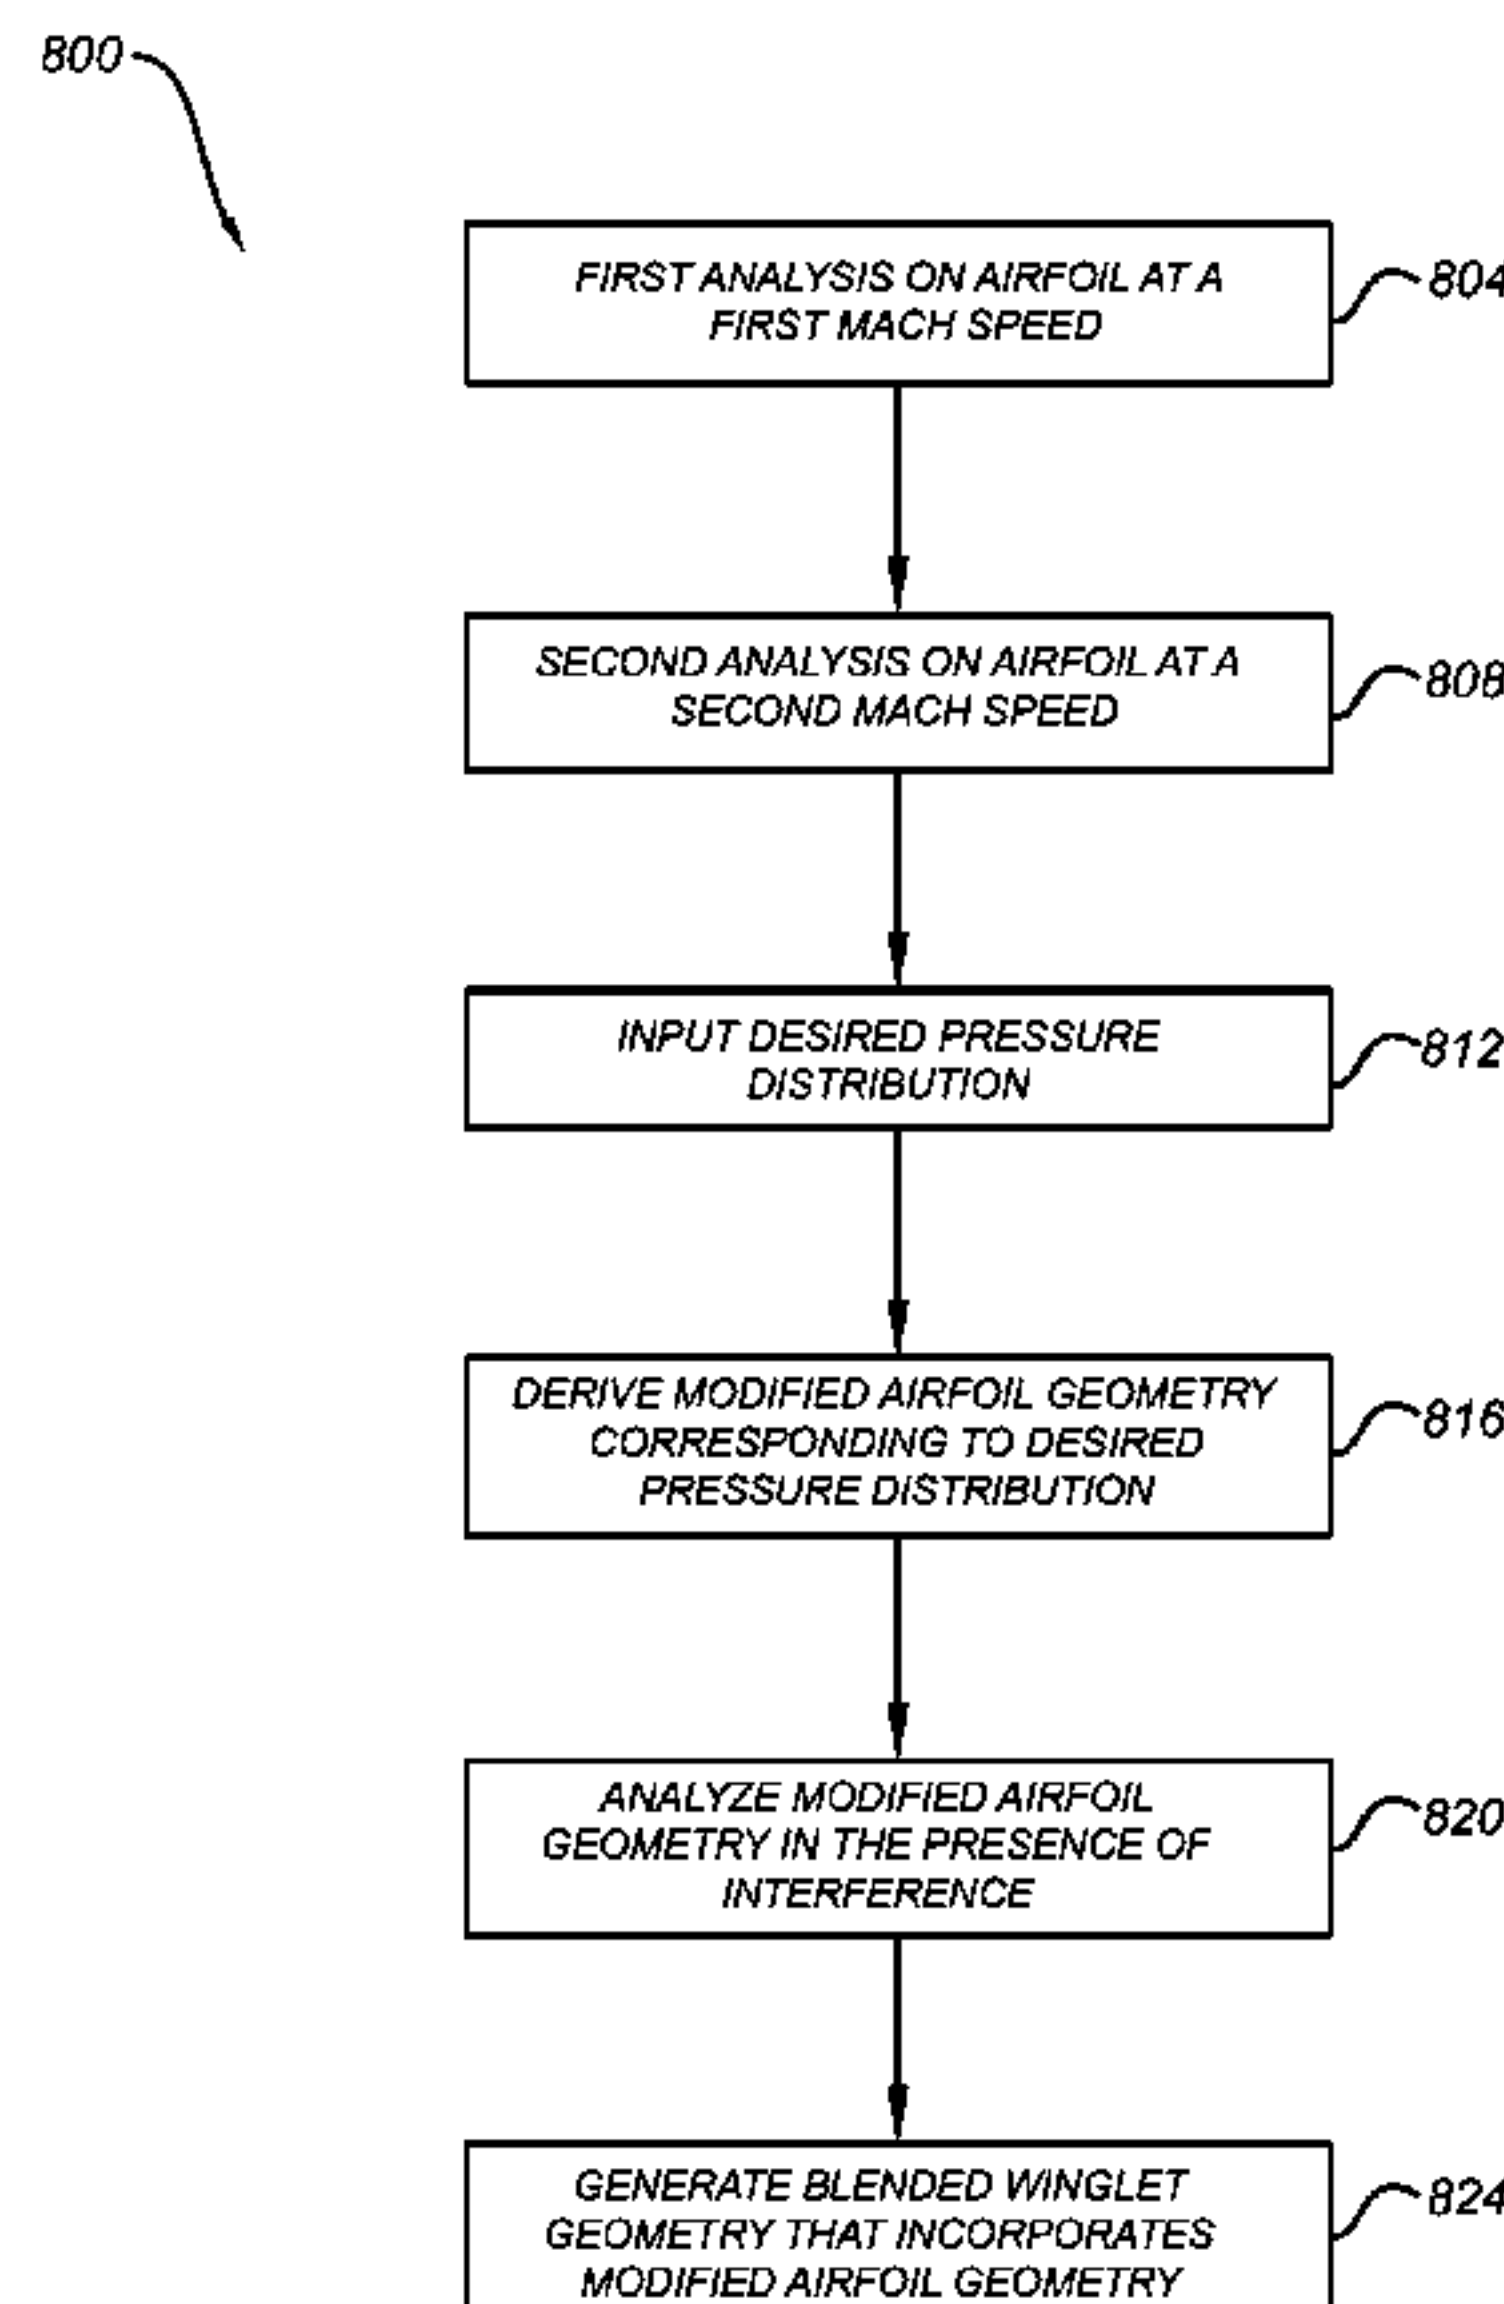 800
FIRST ANALYSIS ON AIRFOIL AT A
FIRST MACH SPEED
804
SECOND ANALYSIS ON AIRFOIL AT A
SECOND MACH SPEED
808
INPUT DESIRED PRESSURE
DISTRIBUTION
812
DERIVE MODIFIED AIRFOIL GEOMETRY
CORRESPONDING TO DESIRED
PRESSURE DISTRIBUTION
816
ANALYZE MODIFIED AIRFOIL
GEOMETRY IN THE PRESENCE OF
INTERFERENCE
820
GENERATE BLENDED WINGLET
GEOMETRY THAT INCORPORATES
MODIFIED AIRFOIL GEOMETRY
824